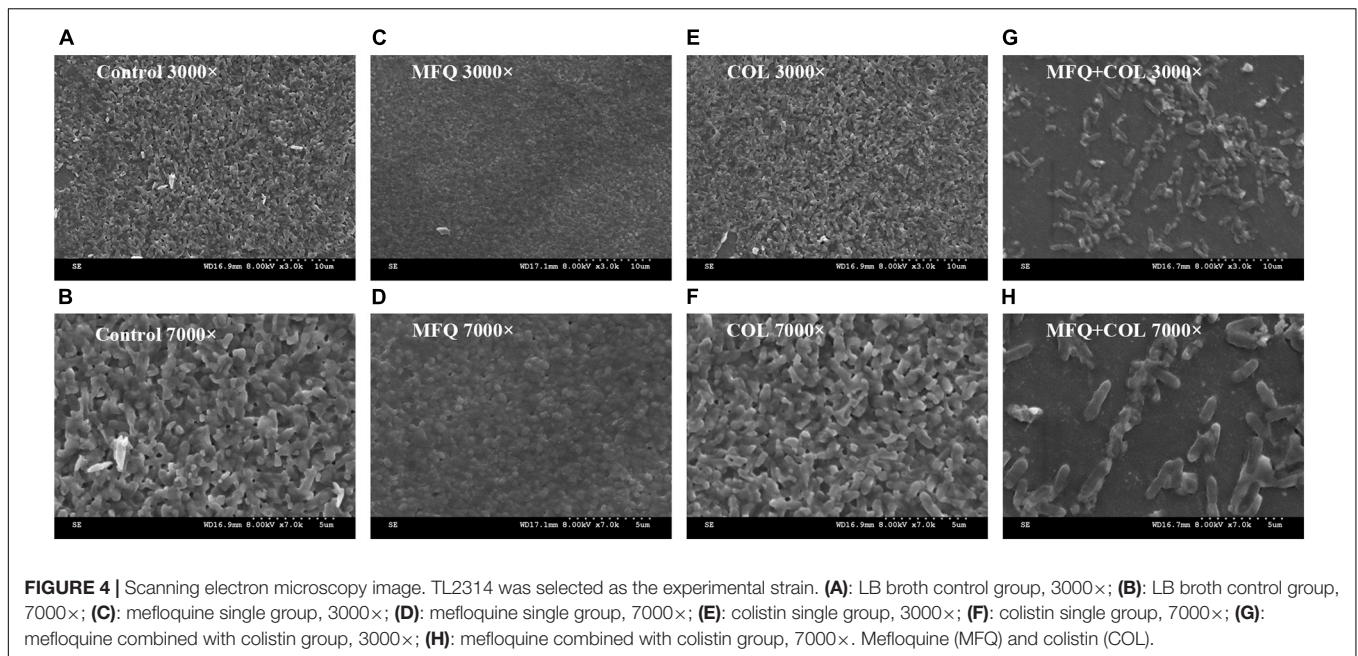 A
C
E
G
Control 3000×
MFQ 3000×
COL 3000×
MFQ+COL 3000×
SE WD16.9mm 8.00kV x3.0k 10um
SE WD17.1mm 8.00kV x3.0k 10um
SE WD16.9mm 8.00kV x3.0k 10um
SE WD16.7mm 8.00kV x3.0k 10um
B
D
F
H
Control 7000×
MFQ 7000×
COL 7000×
MFQ+COL 7000×
SE WD16.9mm 8.00kV x7.0k 5um
SE WD17.1mm 8.00kV x7.0k 5um
SE WD16.9mm 8.00kV x7.0k 5um
SE WD16.7mm 8.00kV x7.0k 5um
FIGURE 4 | Scanning electron microscopy image. TL2314 was selected as the experimental strain. (A): LB broth control group, 3000×; (B): LB broth control group,
7000×; (C): mefloquine single group, 3000×; (D): mefloquine single group, 7000×; (E): colistin single group, 3000×; (F): colistin single group, 7000×; (G):
mefloquine combined with colistin group, 3000×; (H): mefloquine combined with colistin group, 7000×. Mefloquine (MFQ) and colistin (COL).